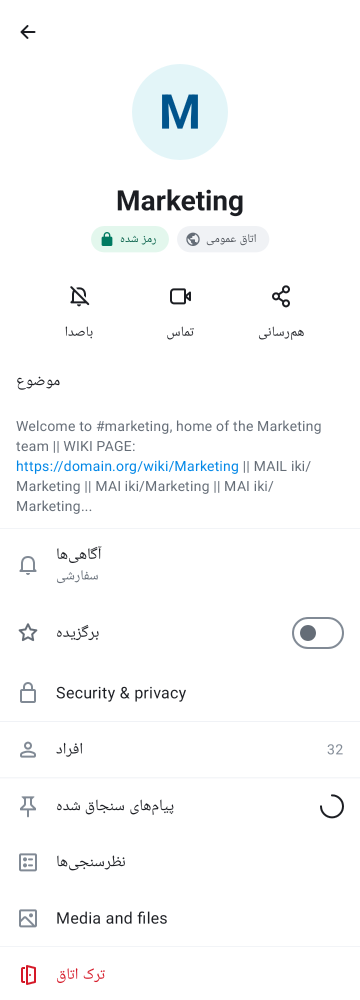 M
Marketing
رمز شده
اتاق عمومی
باصدا
تماس
هم‌رسانی
موضوع
Welcome to #marketing, home of the Marketing
team || WIKI PAGE:
https://domain.org/wiki/Marketing || MAIL iki/
Marketing || MAI iki/Marketing || MAI iki/
Marketing...
آگاهی‌ها
سفارشی
برگزیده
Security & privacy
افراد
32
پیام‌های سنجاق شده
نظرسنجی‌ها
Media and files
ترک اتاق